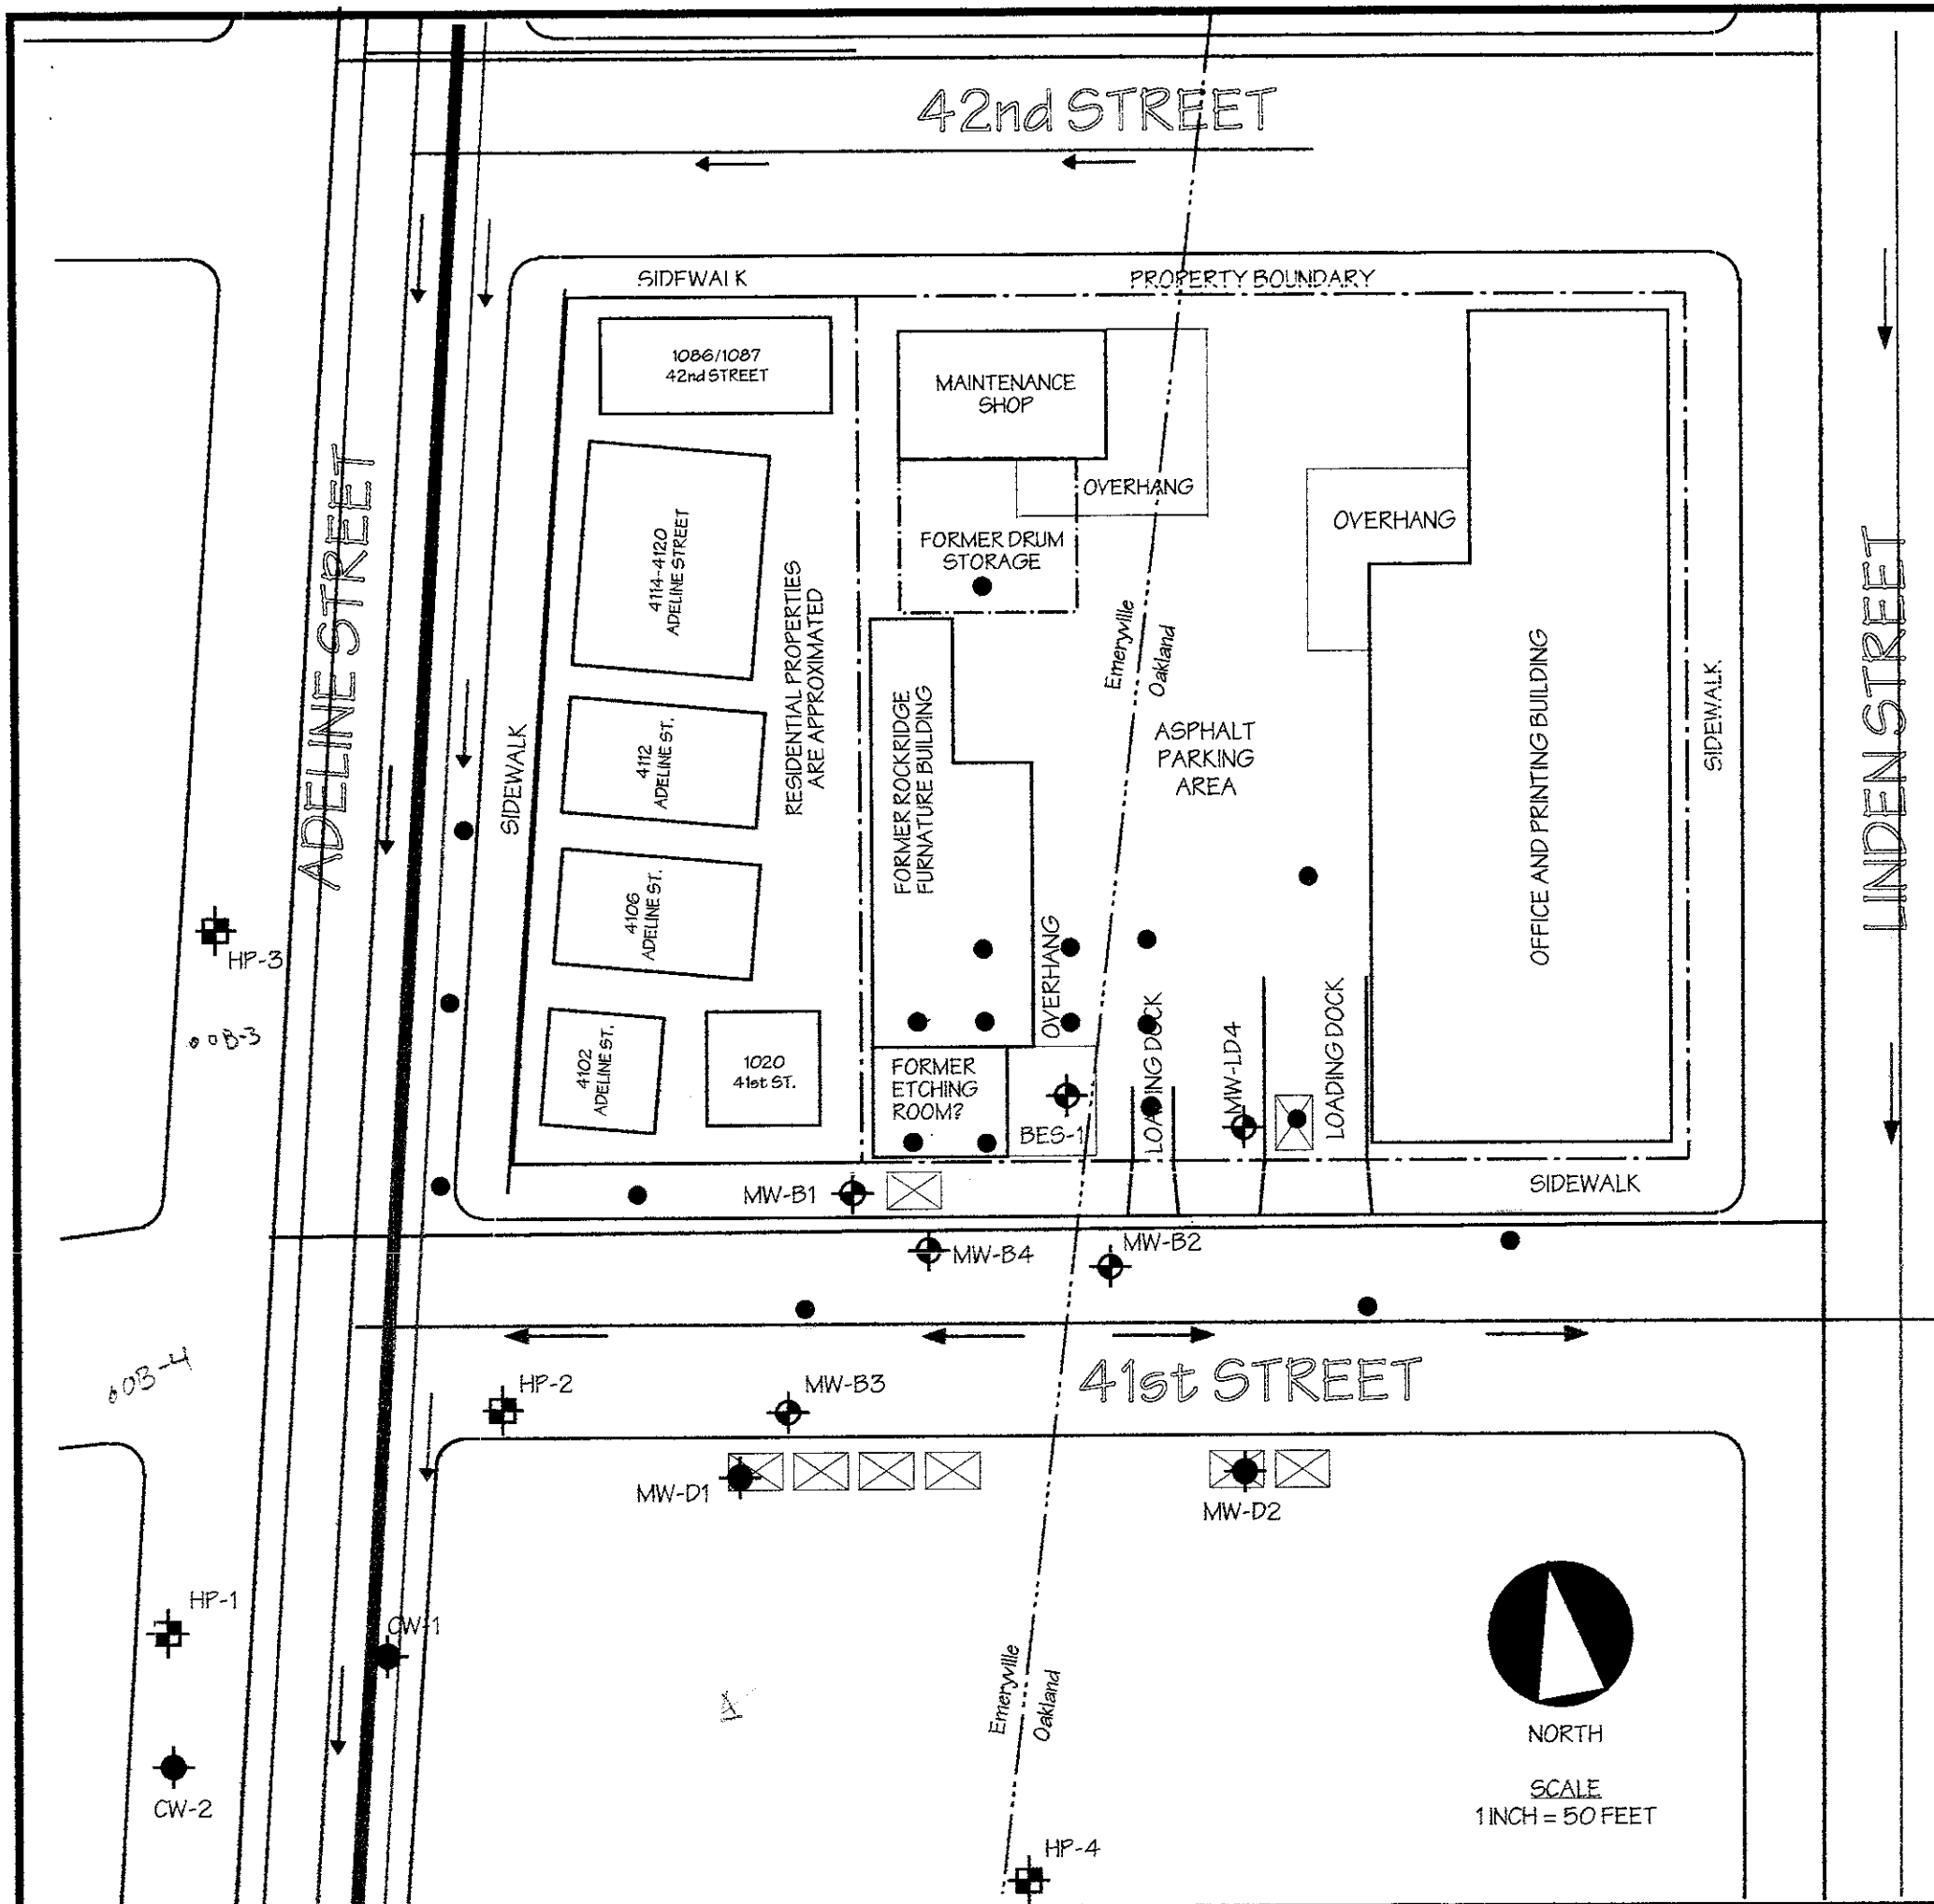 42nd STREET
SIDFWAIK
PROPERTY BOUNDARY
1086/1087
42nd STREET
MAINTENANCE
SHOP
OVERHANG
OVERHANG
FORMER DRUM
STORAGE
4114-4120
ADELINE STREET
RESIDENTIAL PROPERTIES
ARE APPROXIMATED
ADELINE STREET
LINDEN STREET
Emeryville
Oakland
SIDEWALK
4112
ADELINE ST.
FORMER ROCKRIDGE
FURNATURE BUILDING
ASPHALT
PARKING
AREA
OFFICE AND PRINTING BUILDING
SIDEWALK
4106
ADELINE ST.
HP-3
OVERHANG
OB-3
4102
ADELINE ST.
1020
41st ST.
FORMER
ETCHING
ROOM?
BES-1
LOADING DOCK
MW-LD4
LOADING DOCK
MW-B1
SIDEWALK
MW-B4
MW-B2
41st STREET
OB-4
HP-2
MW-B3
MW-D1
MW-D2
HP-1
CW-1
Emeryville
Oakland
NORTH
CW-2
SCALE
1 INCH = 50 FEET
HP-4